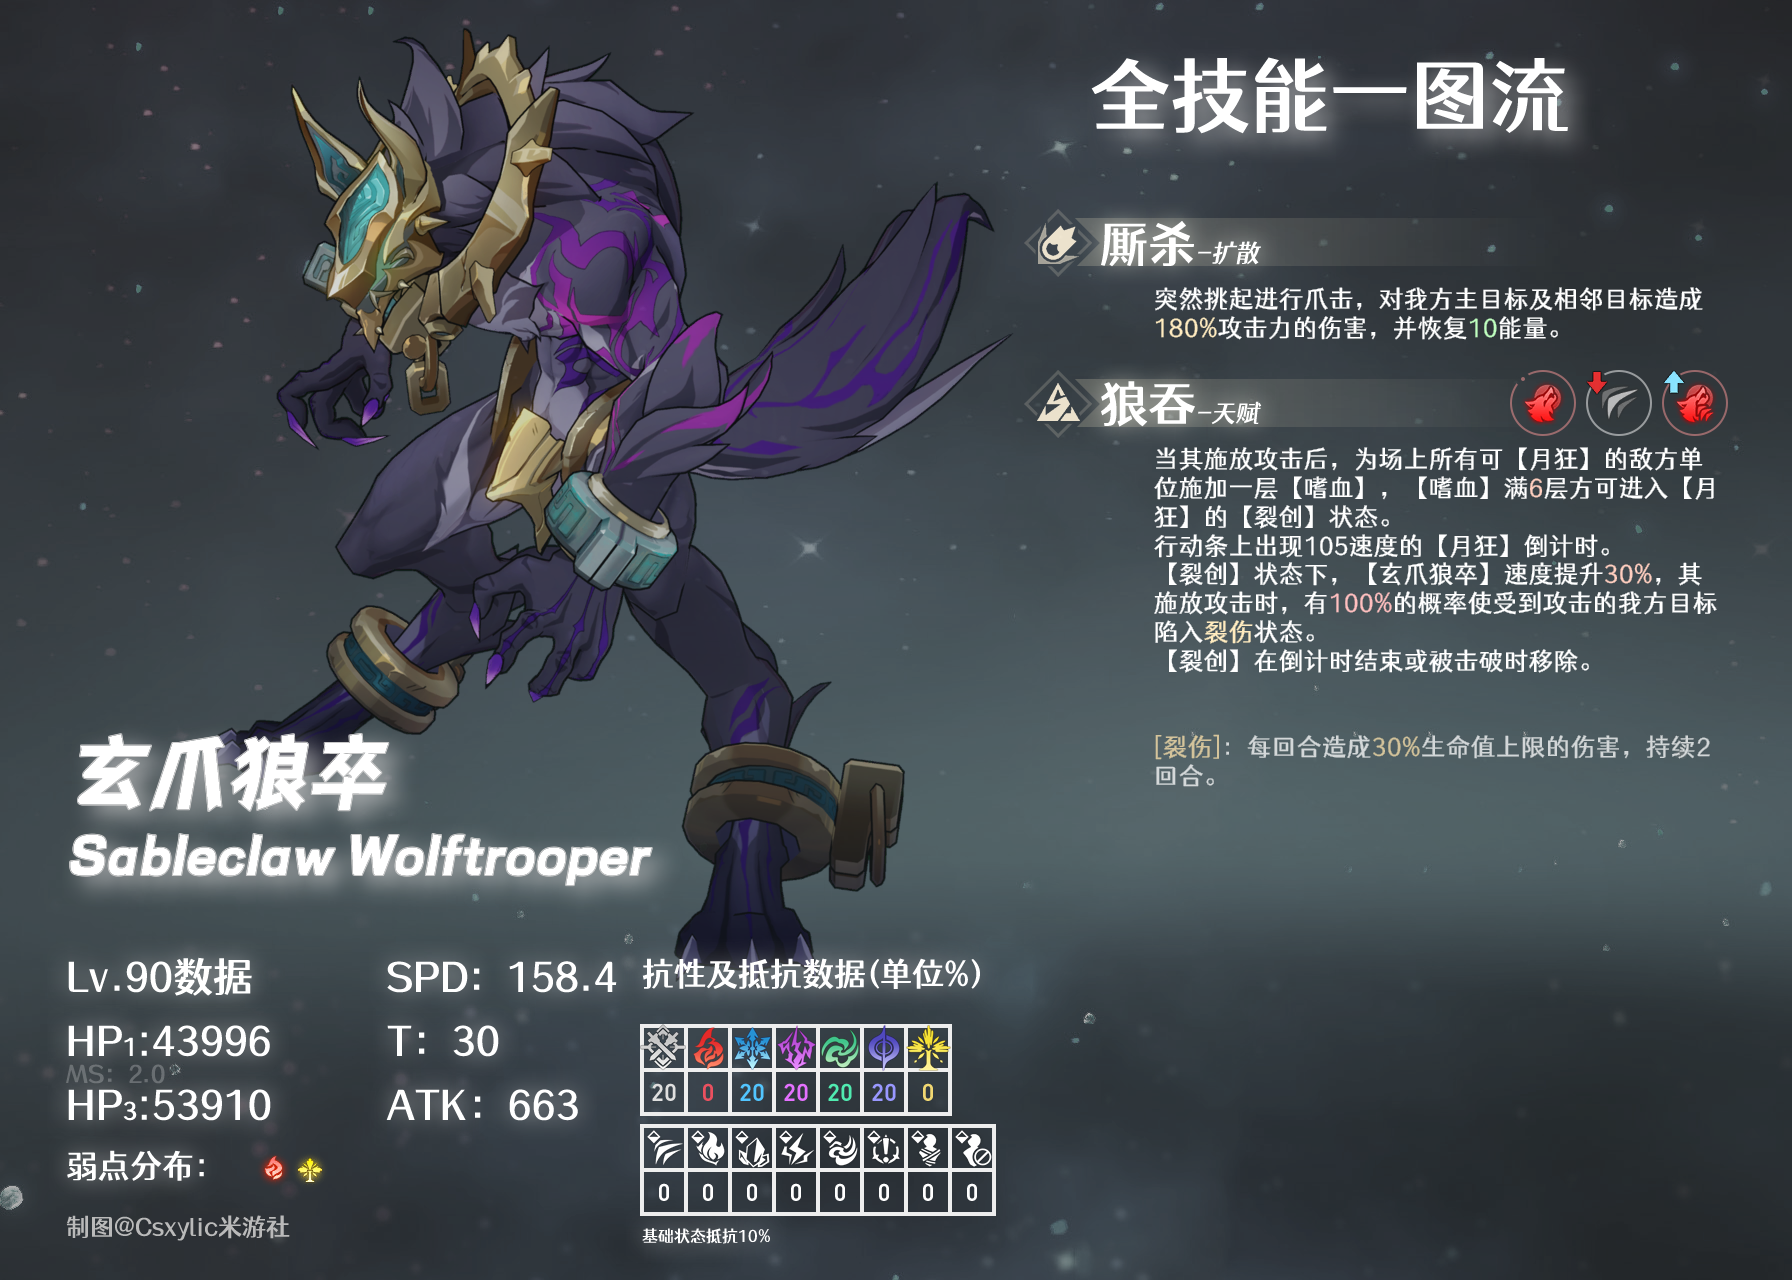 全技能一图流
厮杀-扩散
突然挑起进行爪击，对我方主目标及相邻目标造成
180%攻击力的伤害，并恢复10能量。
狼吞-天赋
当其施放攻击后，为场上所有可【月狂】的敌方单
位施加一层【嗜血】，【嗜血】满6层方可进入【月
狂】的【裂创】状态。
行动条上出现105速度的【月狂】倒计时。
【裂创】状态下，【玄爪狼卒】速度提升30%，其
施放攻击时，有100%的概率使受到攻击的我方目标
陷入裂伤状态。
【裂创】在倒计时结束或被击破时移除。
[裂伤]：每回合造成30%生命值上限的伤害，持续2
回合。
玄爪狼卒
Sableclaw Wolftrooper
Lv.90数据
SPD：158.4
HP1:43996
T：30
MS：2.0
HP3:53910
ATK：663
弱点分布：
制图@Csxylic米游社
抗性及抵抗数据(单位%)
20 0 20 20 20 20 0
0 0 0 0 0 0 0 0
基础状态抵抗10%